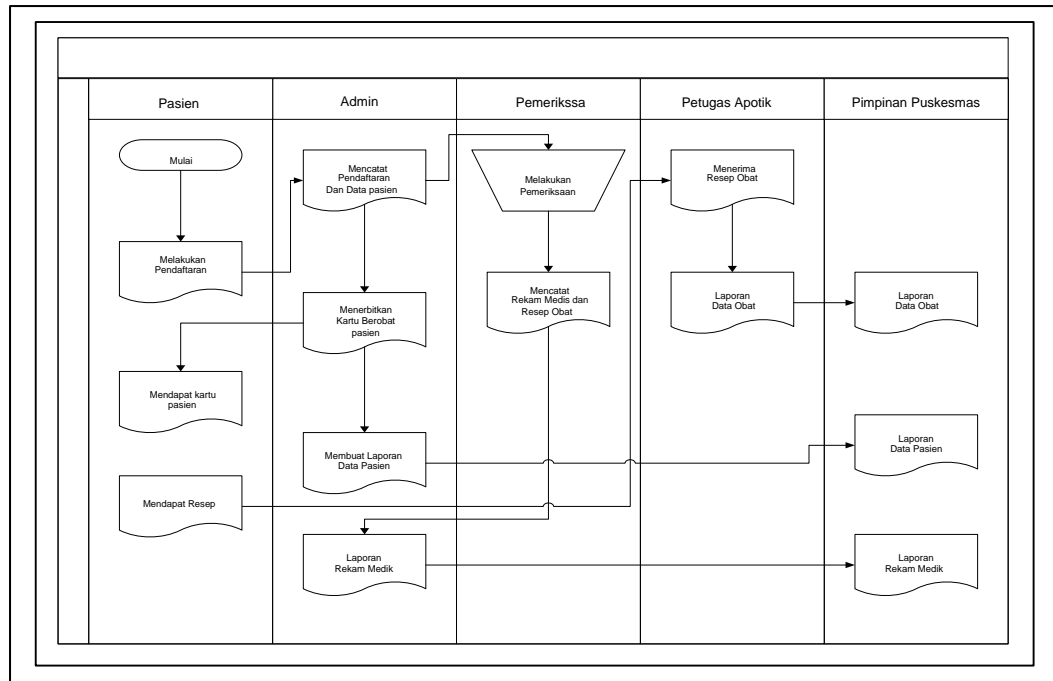 Pasien
Admin
Pemerikssa
Petugas Apotik
Pimpinan Puskesmas
Mulai
Melakukan
Pendaftaran
Mendapat kartu
pasien
Mendapat Resep
Mencatat
Pendaftaran
Dan Data pasien
Menerbitkan
Kartu Berobat
pasien
Membuat Laporan
Data Pasien
Laporan
Rekam Medik
Melakukan
Pemeriksaan
Mencatat
Rekam Medis dan
Resep Obat
Menerima
Resep Obat
Laporan
Data Obat
Laporan
Data Obat
Laporan
Data Pasien
Laporan
Rekam Medik